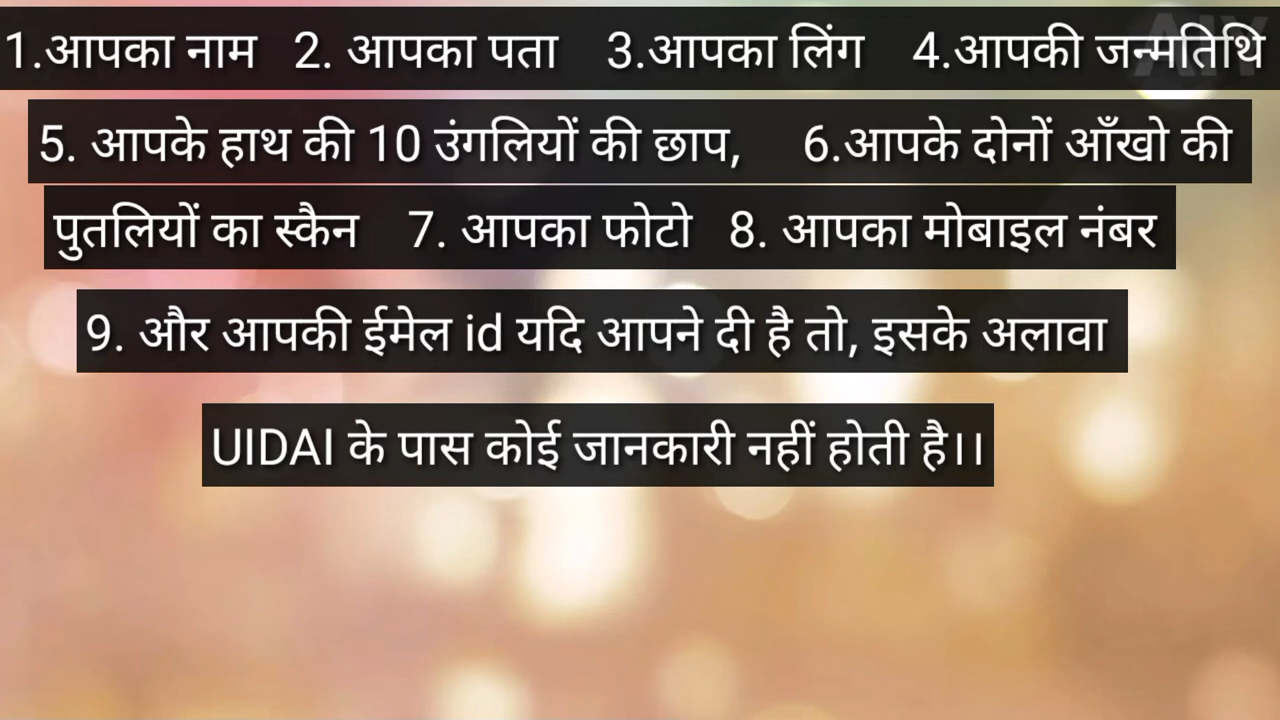 1.आपका नाम 2. आपका पता 3.आपका लिंग 4.आपकी जन्मतिथि
5. आपके हाथ की 10 उंगलियों की छाप, 6.आपके दोनों आँखो की
पुतलियों का स्कैन 7. आपका फोटो 8. आपका मोबाइल नंबर
9. और आपकी ईमेल id यदि आपने दी है तो, इसके अलावा
UIDAI के पास कोई जानकारी नहीं होती है।।